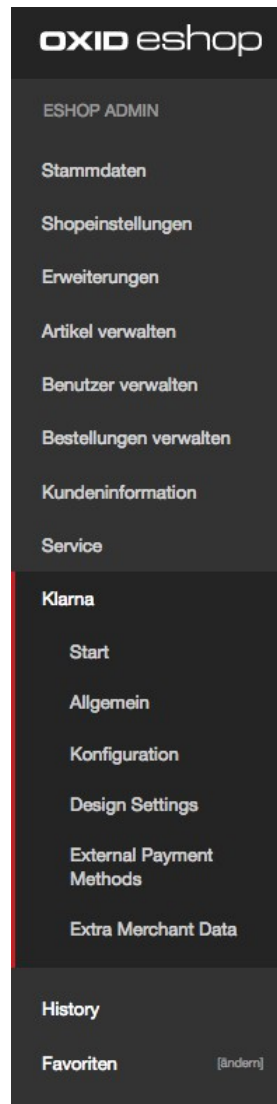 OXID eshop
ESHOP ADMIN
Stammdaten
Shopeinstellungen
Erweiterungen
Artikel verwalten
Benutzer verwalten
Bestellungen verwalten
Kundeninformation
Service
Klarna
Start
Allgemein
Konfiguration
Design Settings
External Payment
Methods
Extra Merchant Data
History
Favoriten [ändern]